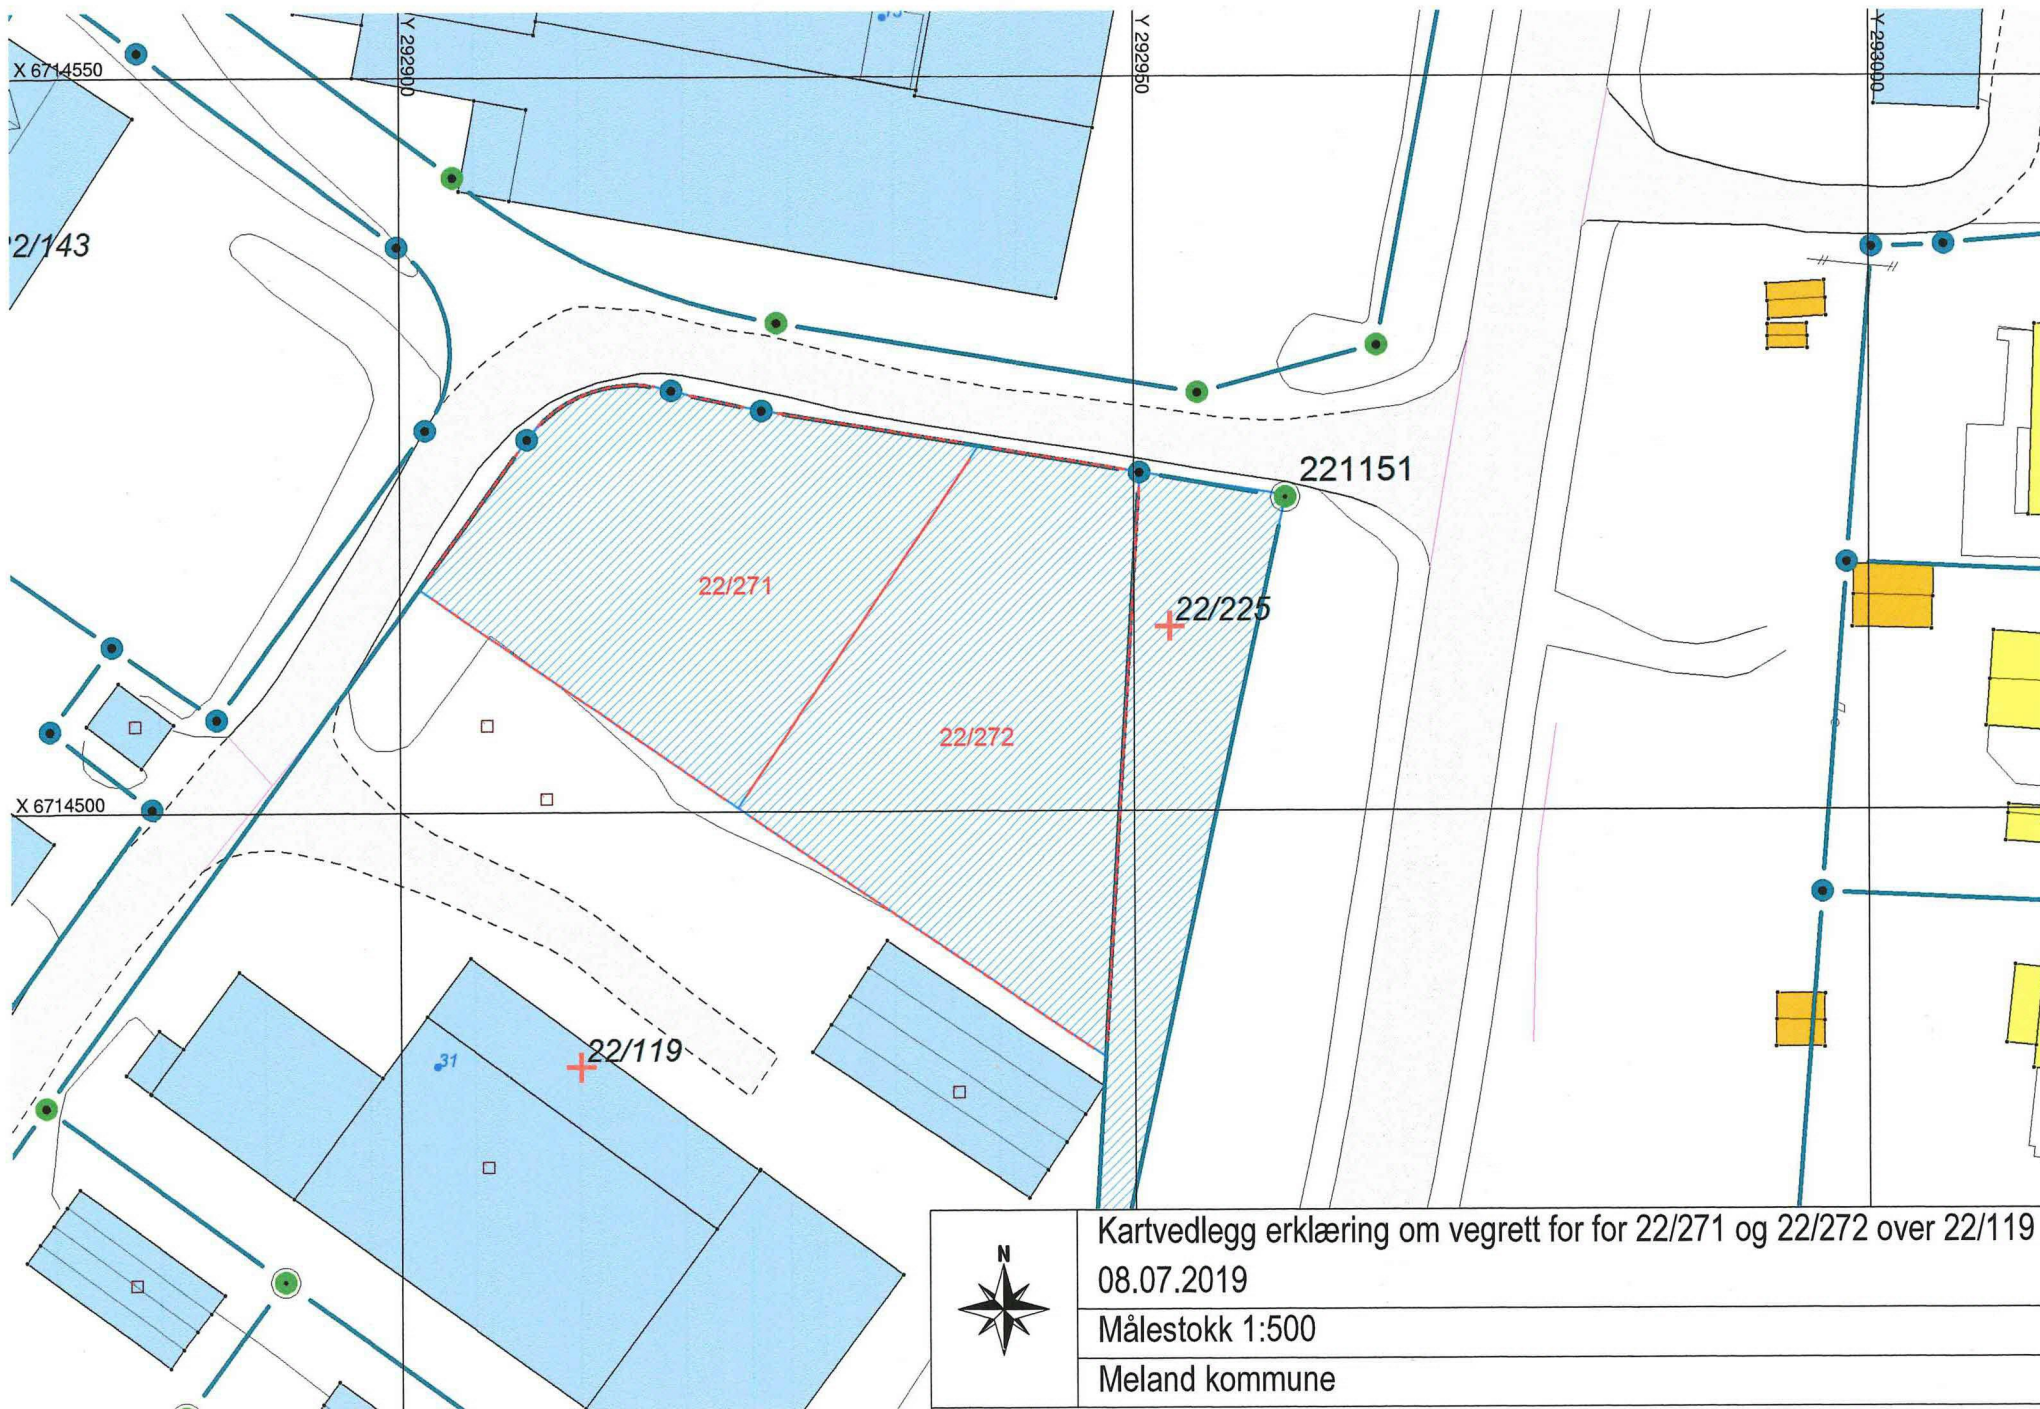 73
Y 292900
Y 292950
Y 293000
X 6714550
2/143
221151
22/271
22/225
22/272
X 6714500
22/119
31
N
Kartvedlegg erklæring om vegrett for for 22/271 og 22/272 over 22/119
08.07.2019
Målestokk 1:500
Meland kommune